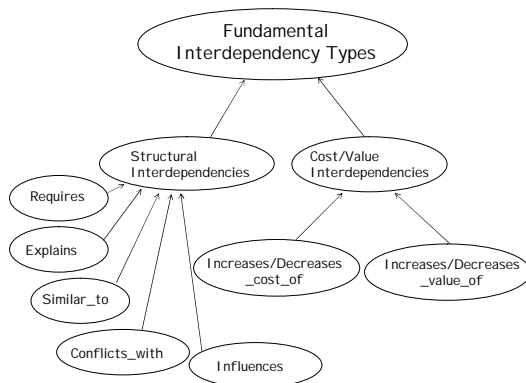 Fundamental
Interdependency Types
Structural
Interdependencies
Cost/Value
Interdependencies
Requires
Explains
Similar_to
Conflicts_with
Influences
Increases/Decreases
_cost_of
Increases/Decreases
_value_of